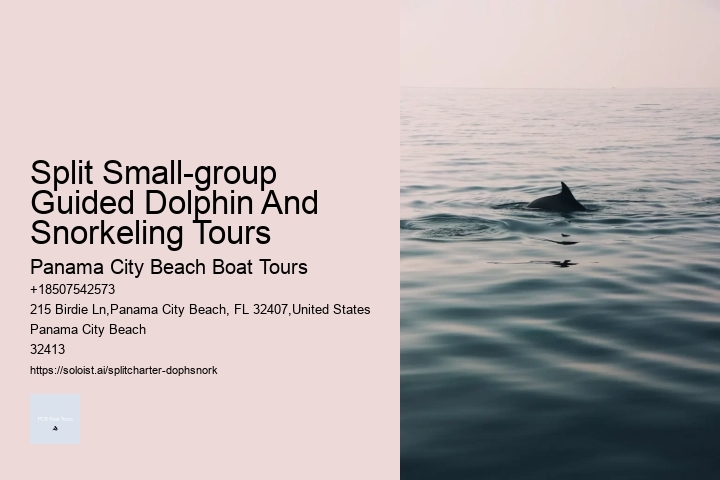 Split Small-group
Guided Dolphin And
Snorkeling Tours
Panama City Beach Boat Tours
+18507542573
215 Birdie Ln,Panama City Beach, FL 32407,United States
Panama City Beach
32413
https://soloist.ai/splitcharter-dophsnork